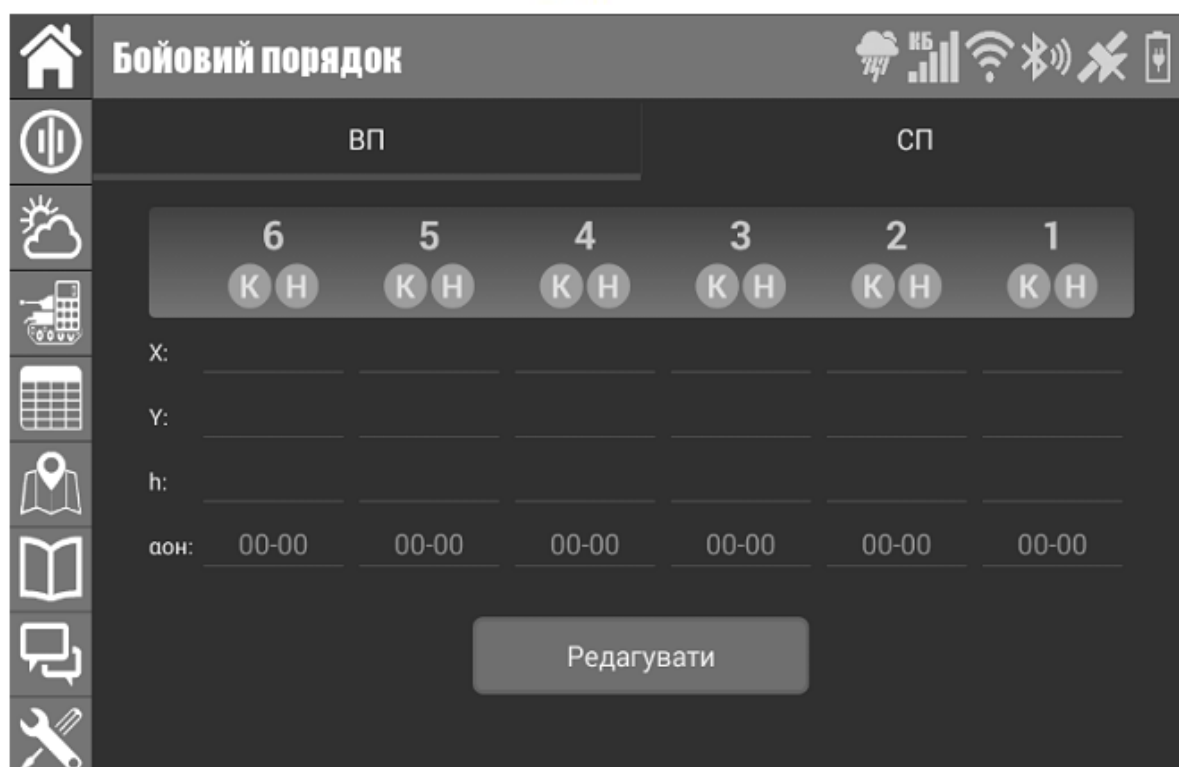 Бойовий порядок КБ
ВП СП
6 5 4 3 2 1
К Н К Н К Н К Н К Н К Н
X:
Y:
h:
αон: 00-00 00-00 00-00 00-00 00-00 00-00
Редагувати